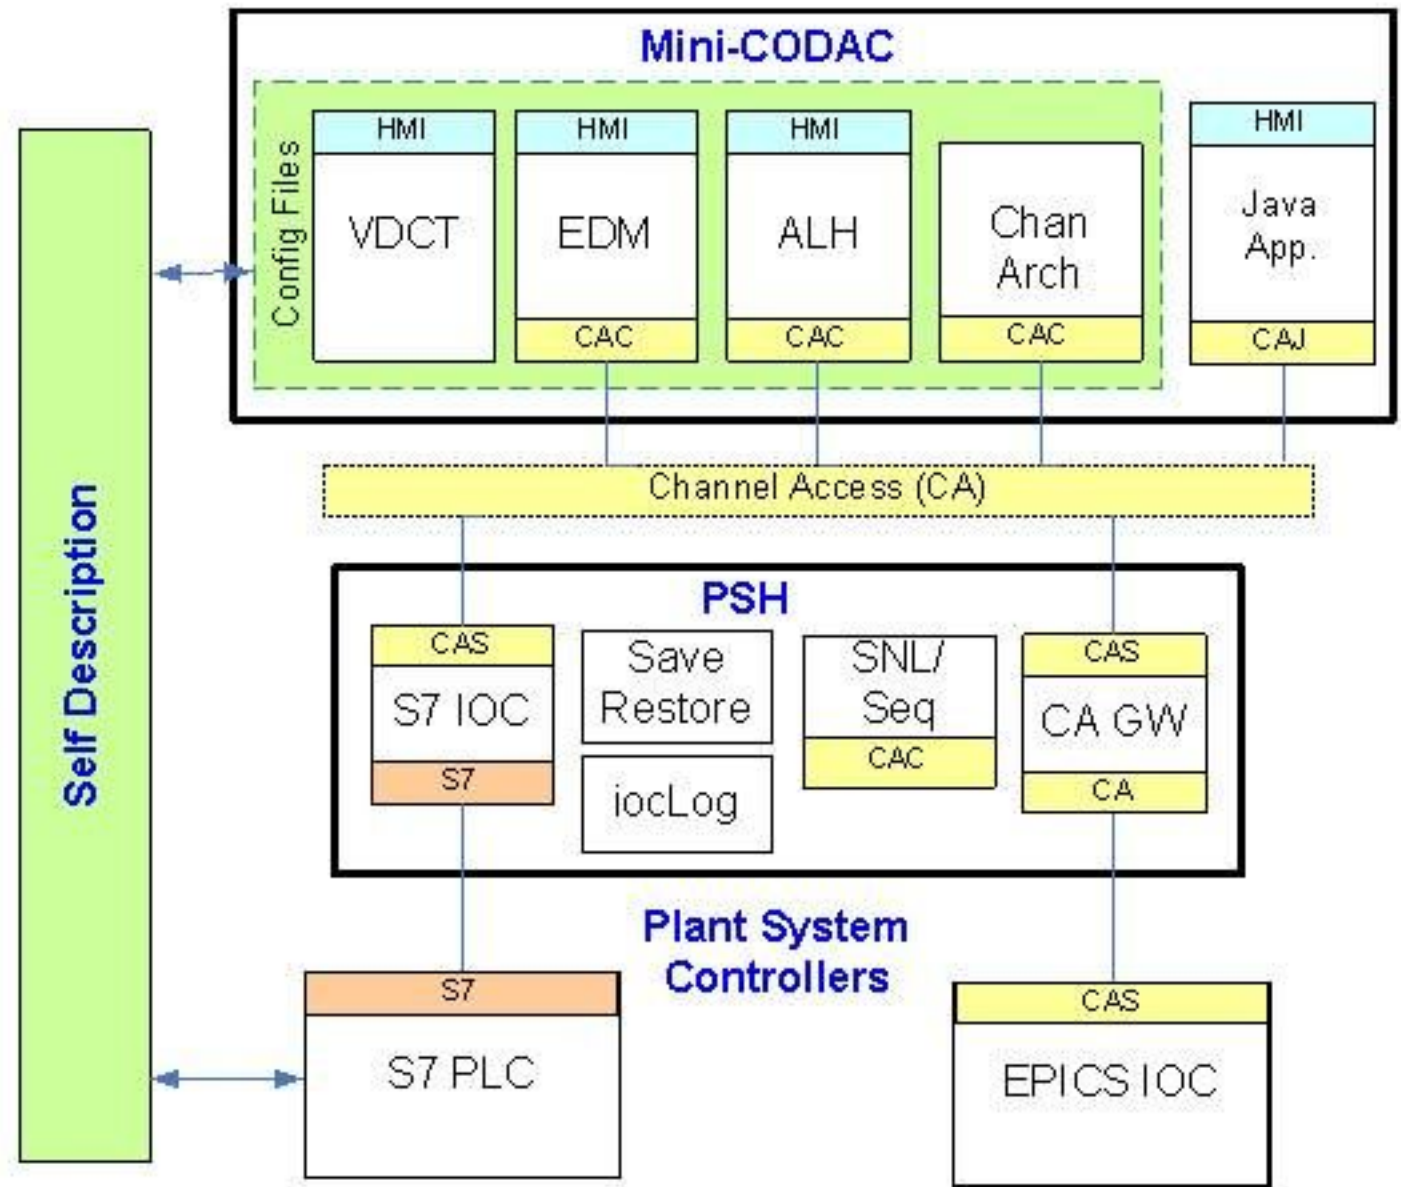 Mini-CODAC
Config Files
HMI
VDCT
HMI
EDM
CAC
HMI
ALH
CAC
Chan
Arch
CAC
HMI
Java
App.
CAJ
Self Description
Channel Access (CA)
PSH
CAS
S7 IOC
S7
Save
Restore
iocLog
SNL/
Seq
CAC
CAS
CA GW
CA
Plant System
Controllers
S7
S7 PLC
CAS
EPICS IOC